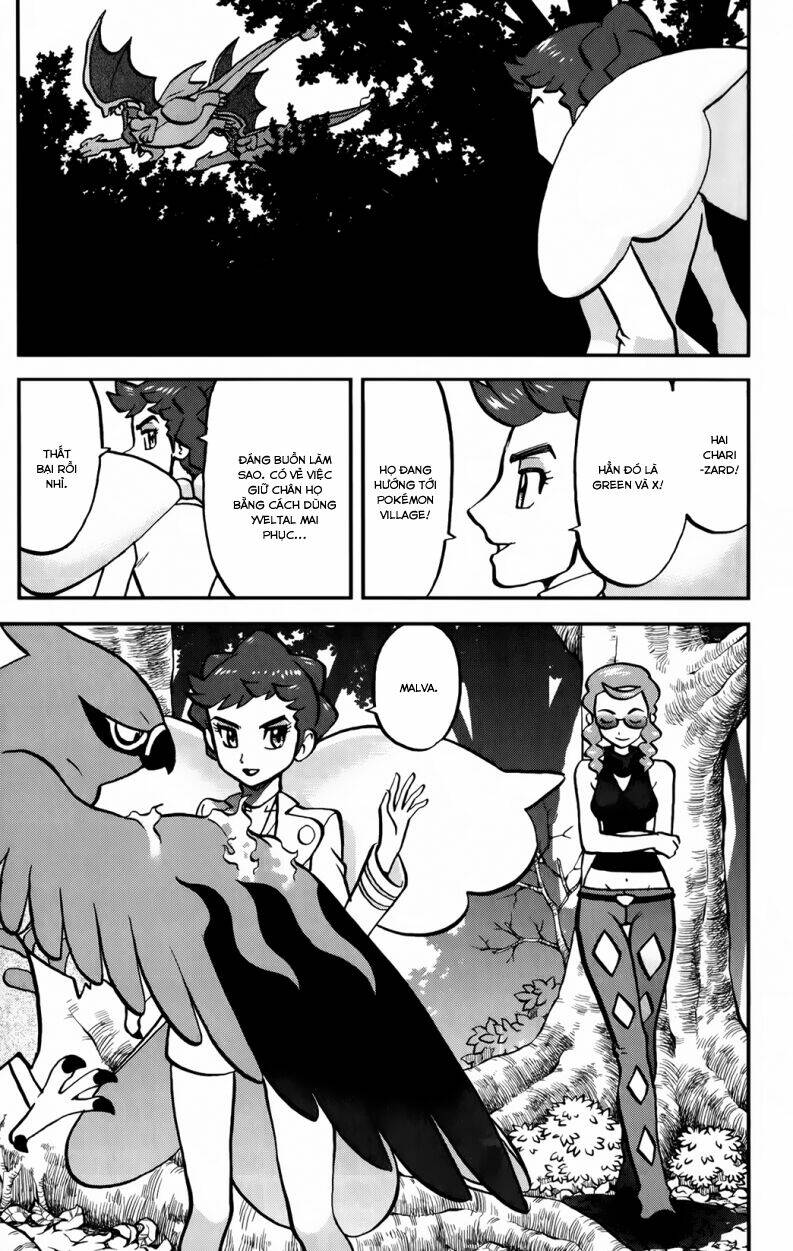 HAI
CHARI
-ZARD!
HẲN ĐÓ LÀ
GREEN VÀ X!
HỌ ĐANG
HƯỚNG TỚI
POKÉMON
VILLAGE!
ĐÁNG BUỒN LÀM
SAO. CÓ VẺ VIỆC
GIỮ CHÂN HỌ
BẰNG CÁCH DÙNG
YVELTAL MAI
PHỤC...
THẤT
BẠI RỒI
NHỈ.
MALVA.